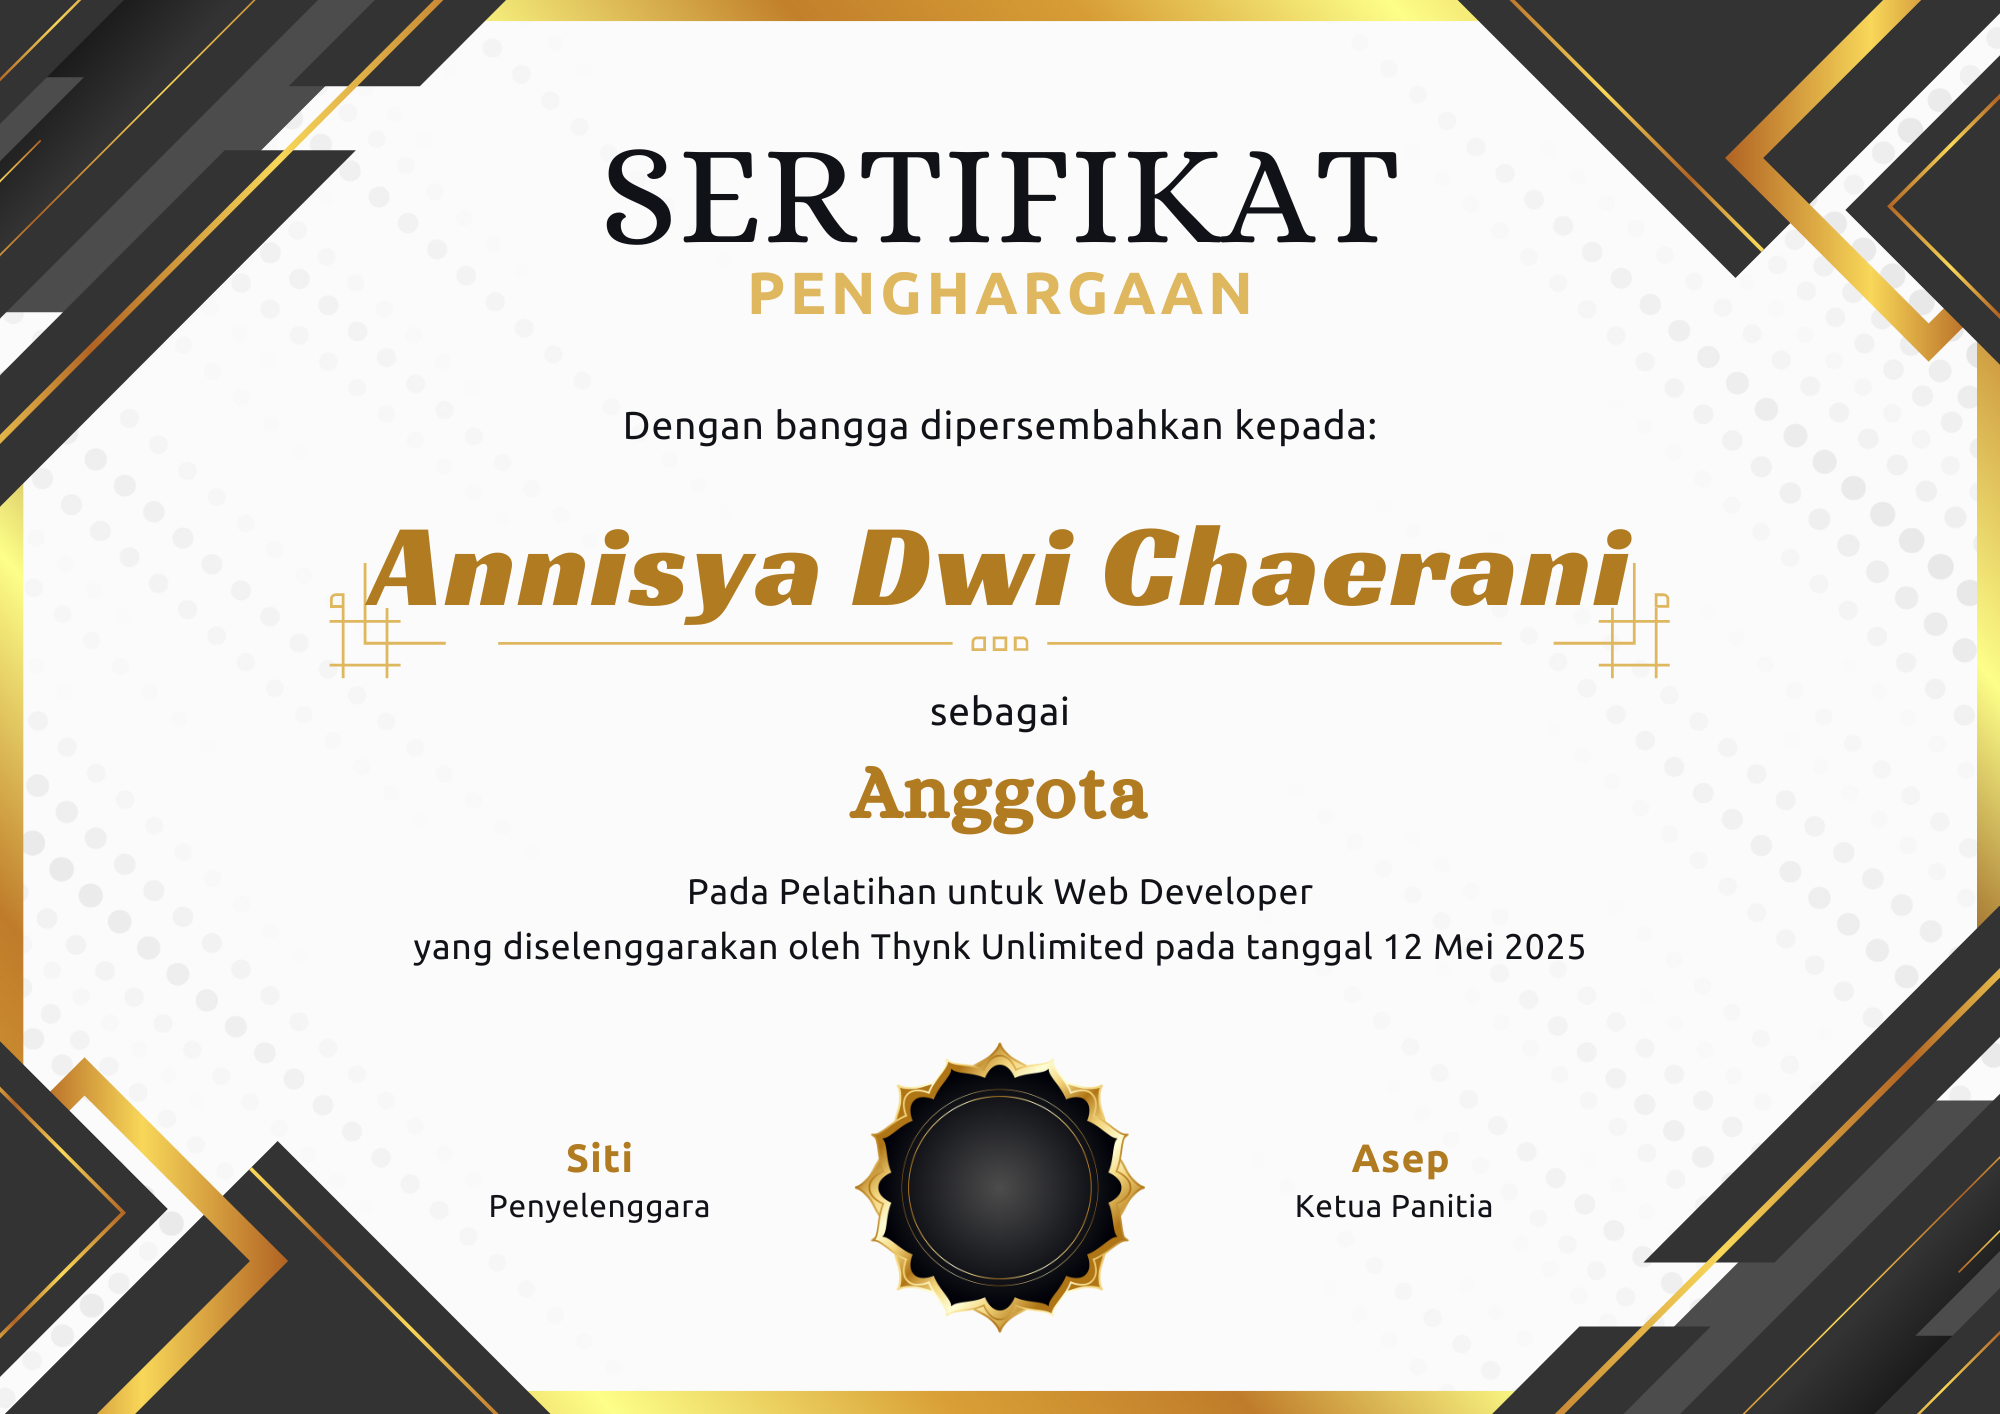 SERTIFIKAT
PENGHARGAAN
Dengan bangga dipersembahkan kepada:
Annisya Dwi Chaerani
sebagai
Anggota
Pada Pelatihan untuk Web Developer
yang diselenggarakan oleh Thynk Unlimited pada tanggal 12 Mei 2025
Siti
Penyelenggara
Asep
Ketua Panitia